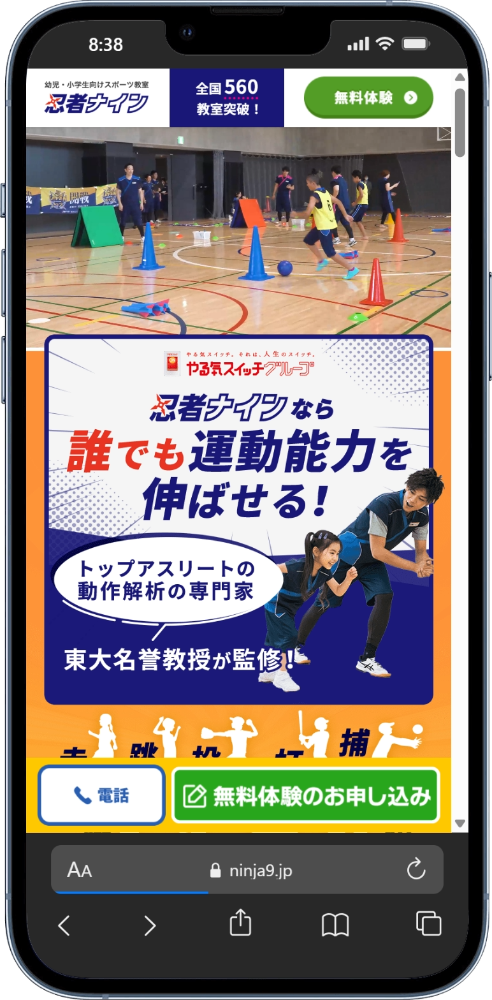 8:38
幼児・小学生向けスポーツ教室
忍者ナイン
全国560
教室突破！
無料体験
開戦
6
やる気スイッチ。それは、人生のスイッチ。
やる気スイッチグループ
忍者ナインなら
誰でも運動能力を
伸ばせる！
トップアスリートの
動作解析の専門家
東大名誉教授が監修！
跳 投 打 捕
電話
無料体験のお申し込み
AA
ninja9.jp